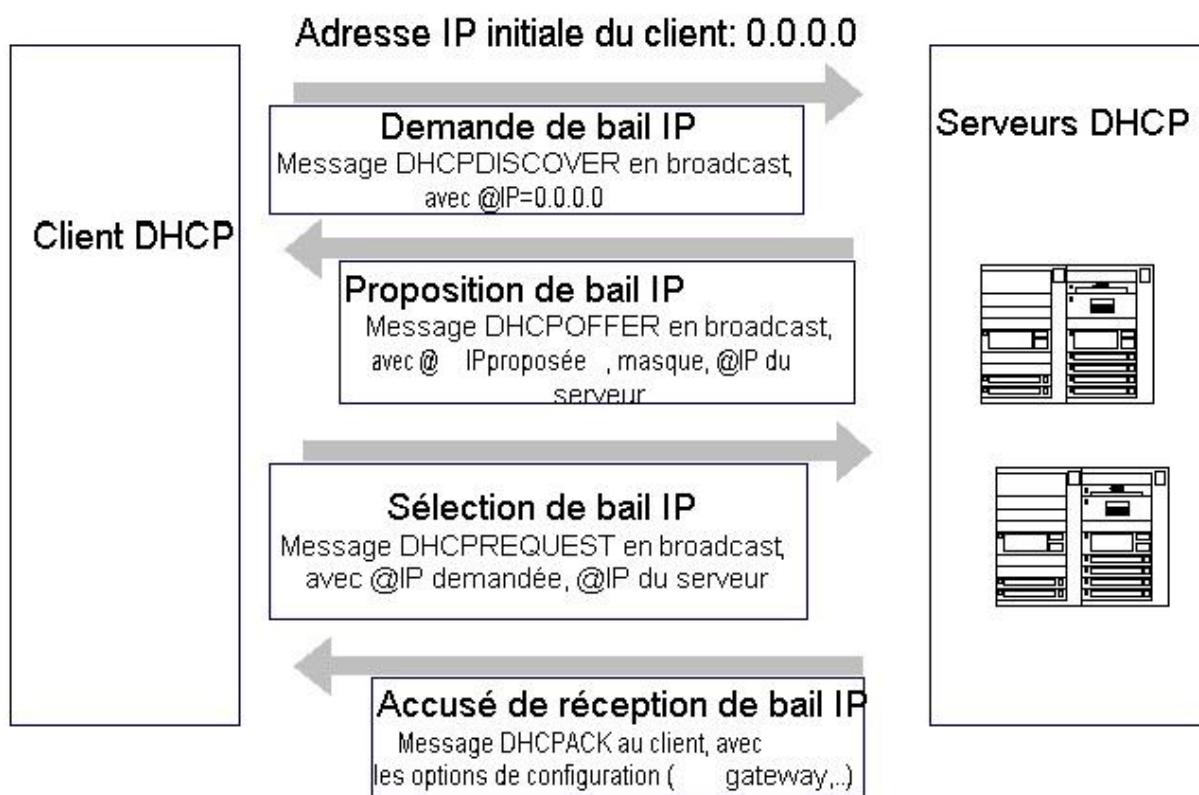 Adresse IP initiale du client: 0.0.0.0
Demande de bail IP
Message DHCPDISCOVER en broadcast,
avec @IP=0.0.0.0
Serveurs DHCP
Client DHCP
Proposition de bail IP
Message DHCPOFFER en broadcast,
avec @ IPproposée , masque, @IP du
serveur
Sélection de bail IP
Message DHCPREQUEST en broadcast,
avec @IP demandée, @IP du serveur
Accusé de réception de bail IP
Message DHCPACK au client, avec
les options de configuration ( gateway,..)